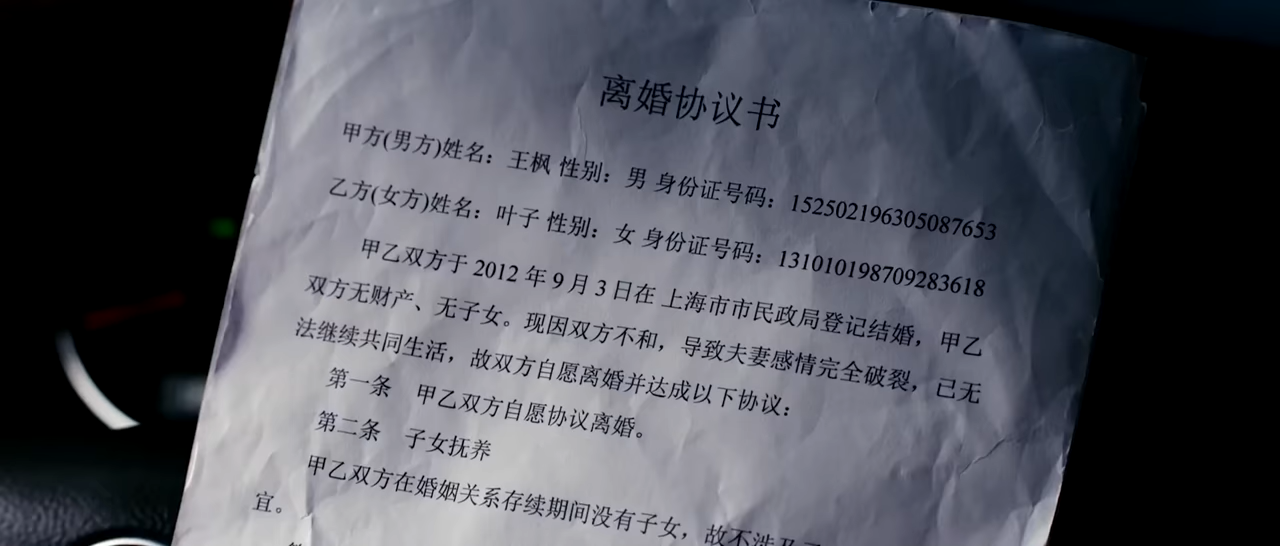 离婚协议书
甲方(男方)姓名：王枫 性别：男 身份证号码：152502196305087653
乙方(女方)姓名：叶子 性别：女 身份证号码：131010198709283618
甲乙双方于 2012 年 9 月 3 日在 上海市市民政局登记结婚，甲乙
双方无财产、无子女。现因双方不和，导致夫妻感情完全破裂，已无
法继续共同生活，故双方自愿离婚并达成以下协议：
第一条 甲乙双方自愿协议离婚。
第二条 子女抚养
甲乙双方在婚姻关系存续期间没有子女，故不涉及
宜。